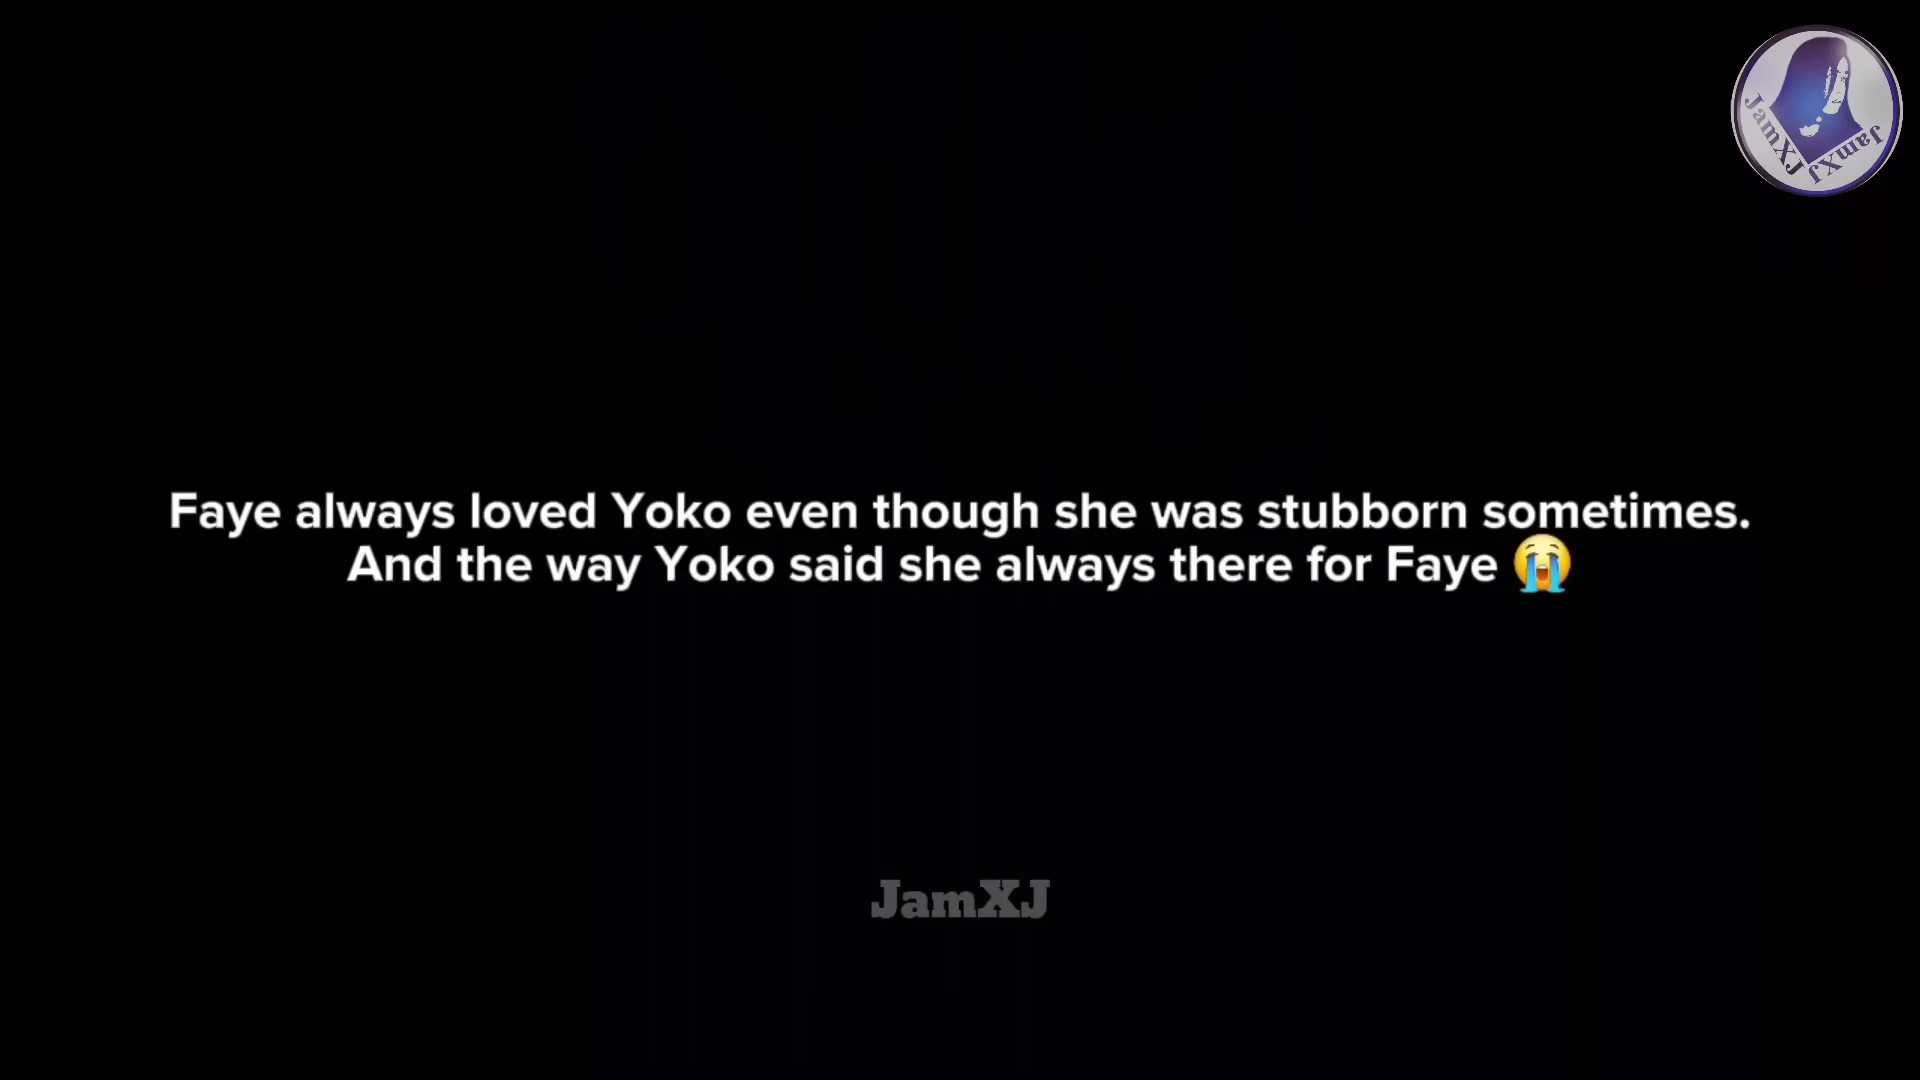 JamXJ JamXJ
Faye always loved Yoko even though she was stubborn sometimes.
And the way Yoko said she always there for Faye 😭
JamXJ